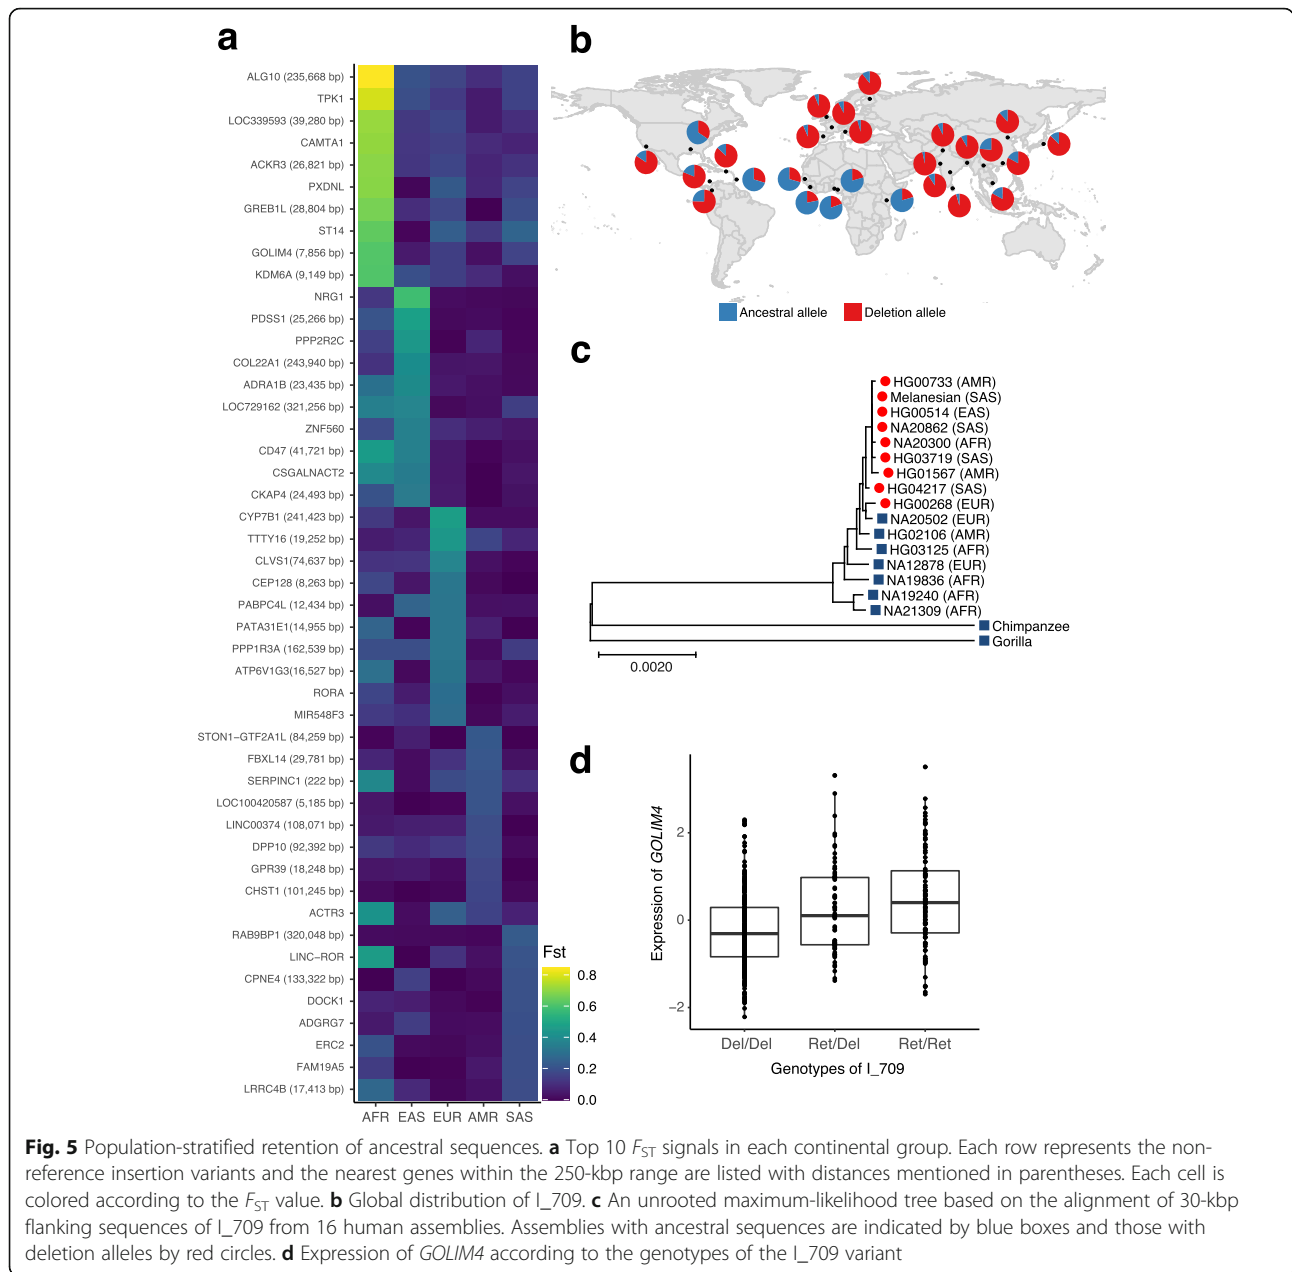 a
ALG10 (235,668 bp)
TPK1
LOC339593 (39,280 bp)
CAMTA1
ACKR3 (26,821 bp)
PXDNL
GREB1L (28,804 bp)
ST14
GOLIM4 (7,856 bp)
KDM6A (9,149 bp)
NRG1
PDSS1 (25,266 bp)
PPP2R2C
COL22A1 (243,940 bp)
ADRA1B (23,435 bp)
LOC729162 (321,256 bp)
ZNF560
CD47 (41,721 bp)
CSGALNACT2
CKAP4 (24,493 bp)
CYP7B1 (241,423 bp)
TTTY16 (19,252 bp)
CLVS1(74,637 bp)
CEP128 (8,263 bp)
PABPC4L (12,434 bp)
PATA31E1(14,955 bp)
PPP1R3A (162,539 bp)
ATP6V1G3(16,527 bp)
RORA
MIR548F3
STON1−GTF2A1L (84,259 bp)
FBXL14 (29,781 bp)
SERPINC1 (222 bp)
LOC100420587 (5,185 bp)
LINC00374 (108,071 bp)
DPP10 (92,392 bp)
GPR39 (18,248 bp)
CHST1 (101,245 bp)
ACTR3
RAB9BP1 (320,048 bp)
LINC−ROR
CPNE4 (133,322 bp)
DOCK1
ADGRG7
ERC2
FAM19A5
LRRC4B (17,413 bp)
AFR EAS EUR AMR SAS
Fst
0.8
0.6
0.4
0.2
0.0
b
Ancestral allele Deletion allele
c
HG00733 (AMR)
Melanesian (SAS)
HG00514 (EAS)
NA20862 (SAS)
NA20300 (AFR)
HG03719 (SAS)
HG01567 (AMR)
HG04217 (SAS)
HG00268 (EUR)
NA20502 (EUR)
HG02106 (AMR)
HG03125 (AFR)
NA12878 (EUR)
NA19836 (AFR)
NA19240 (AFR)
NA21309 (AFR)
Chimpanzee
Gorilla
0.0020
d
Expression of GOLIM4
2
0
−2
Del/Del Ret/Del Ret/Ret
Genotypes of I_709
Fig. 5 Population-stratified retention of ancestral sequences. a Top 10 FST signals in each continental group. Each row represents the non-
reference insertion variants and the nearest genes within the 250-kbp range are listed with distances mentioned in parentheses. Each cell is
colored according to the FST value. b Global distribution of I_709. c An unrooted maximum-likelihood tree based on the alignment of 30-kbp
flanking sequences of I_709 from 16 human assemblies. Assemblies with ancestral sequences are indicated by blue boxes and those with
deletion alleles by red circles. d Expression of GOLIM4 according to the genotypes of the I_709 variant